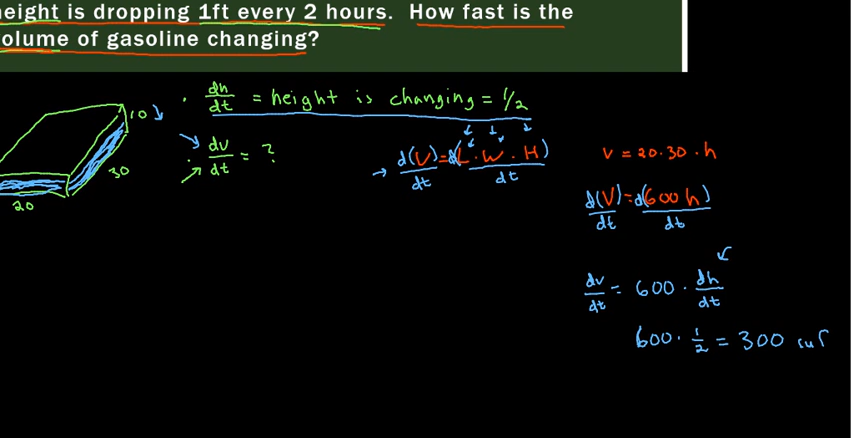 eight is dropping 1ft every 2 hours. How fast is the
olume of gasoline changing?
dh/dt = height is changing = 1/2
10
dv/dt = ?
30
20
d(V)/dt = d(L · W · H)/dt
V = 20 · 30 · h
d(V)/dt = d(600h)/dt
dv/dt = 600 · dh/dt
600 · 1/2 = 300